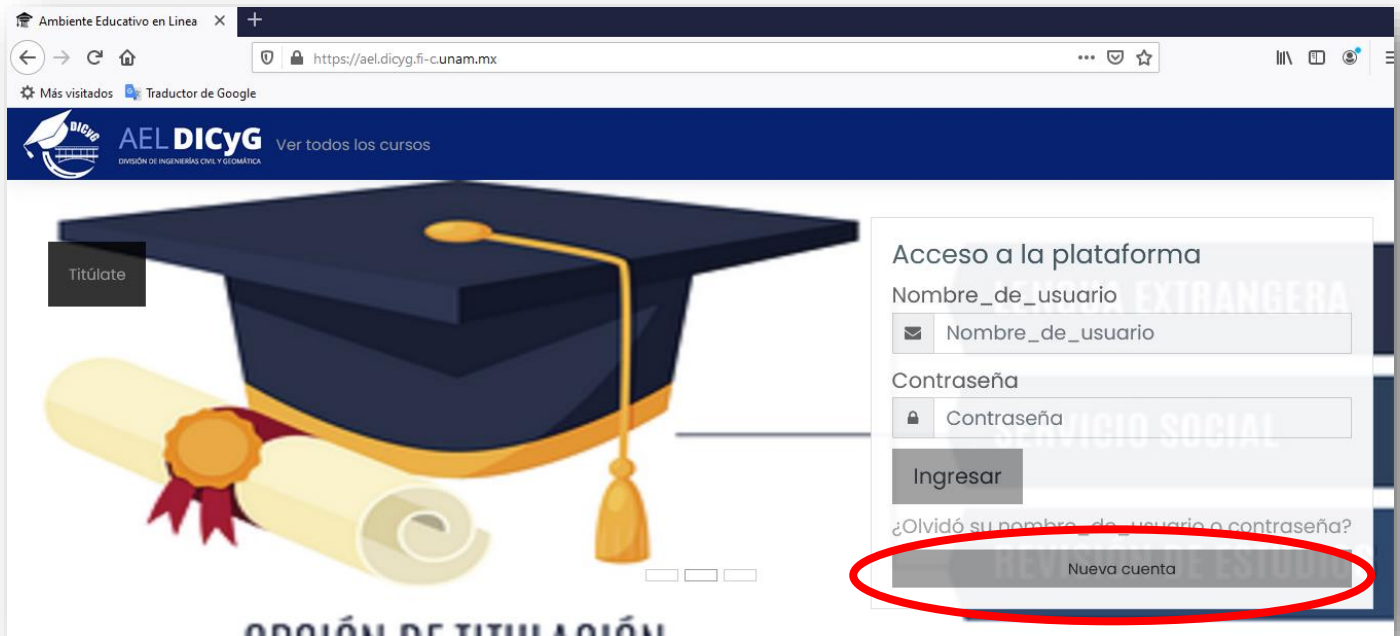 Ambiente Educativo en Linea
https://ael.dicyg.fi-c.unam.mx
Más visitados
Traductor de Google
DICyG
AEL DICyG
DIVISIÓN DE INGENIERÍAS CIVIL Y GEOMÁTICA
Ver todos los cursos
Titúlate
Acceso a la plataforma
LENGUA EXTRANGERA
Nombre_de_usuario
Nombre_de_usuario
Contraseña
Contraseña
SERVICIO SOCIAL
Ingresar
¿Olvidó su nombre_de_usuario o contraseña?
REVISIÓN DE ESTUDIOS
Nueva cuenta
OPCIÓN DE TITULACIÓN